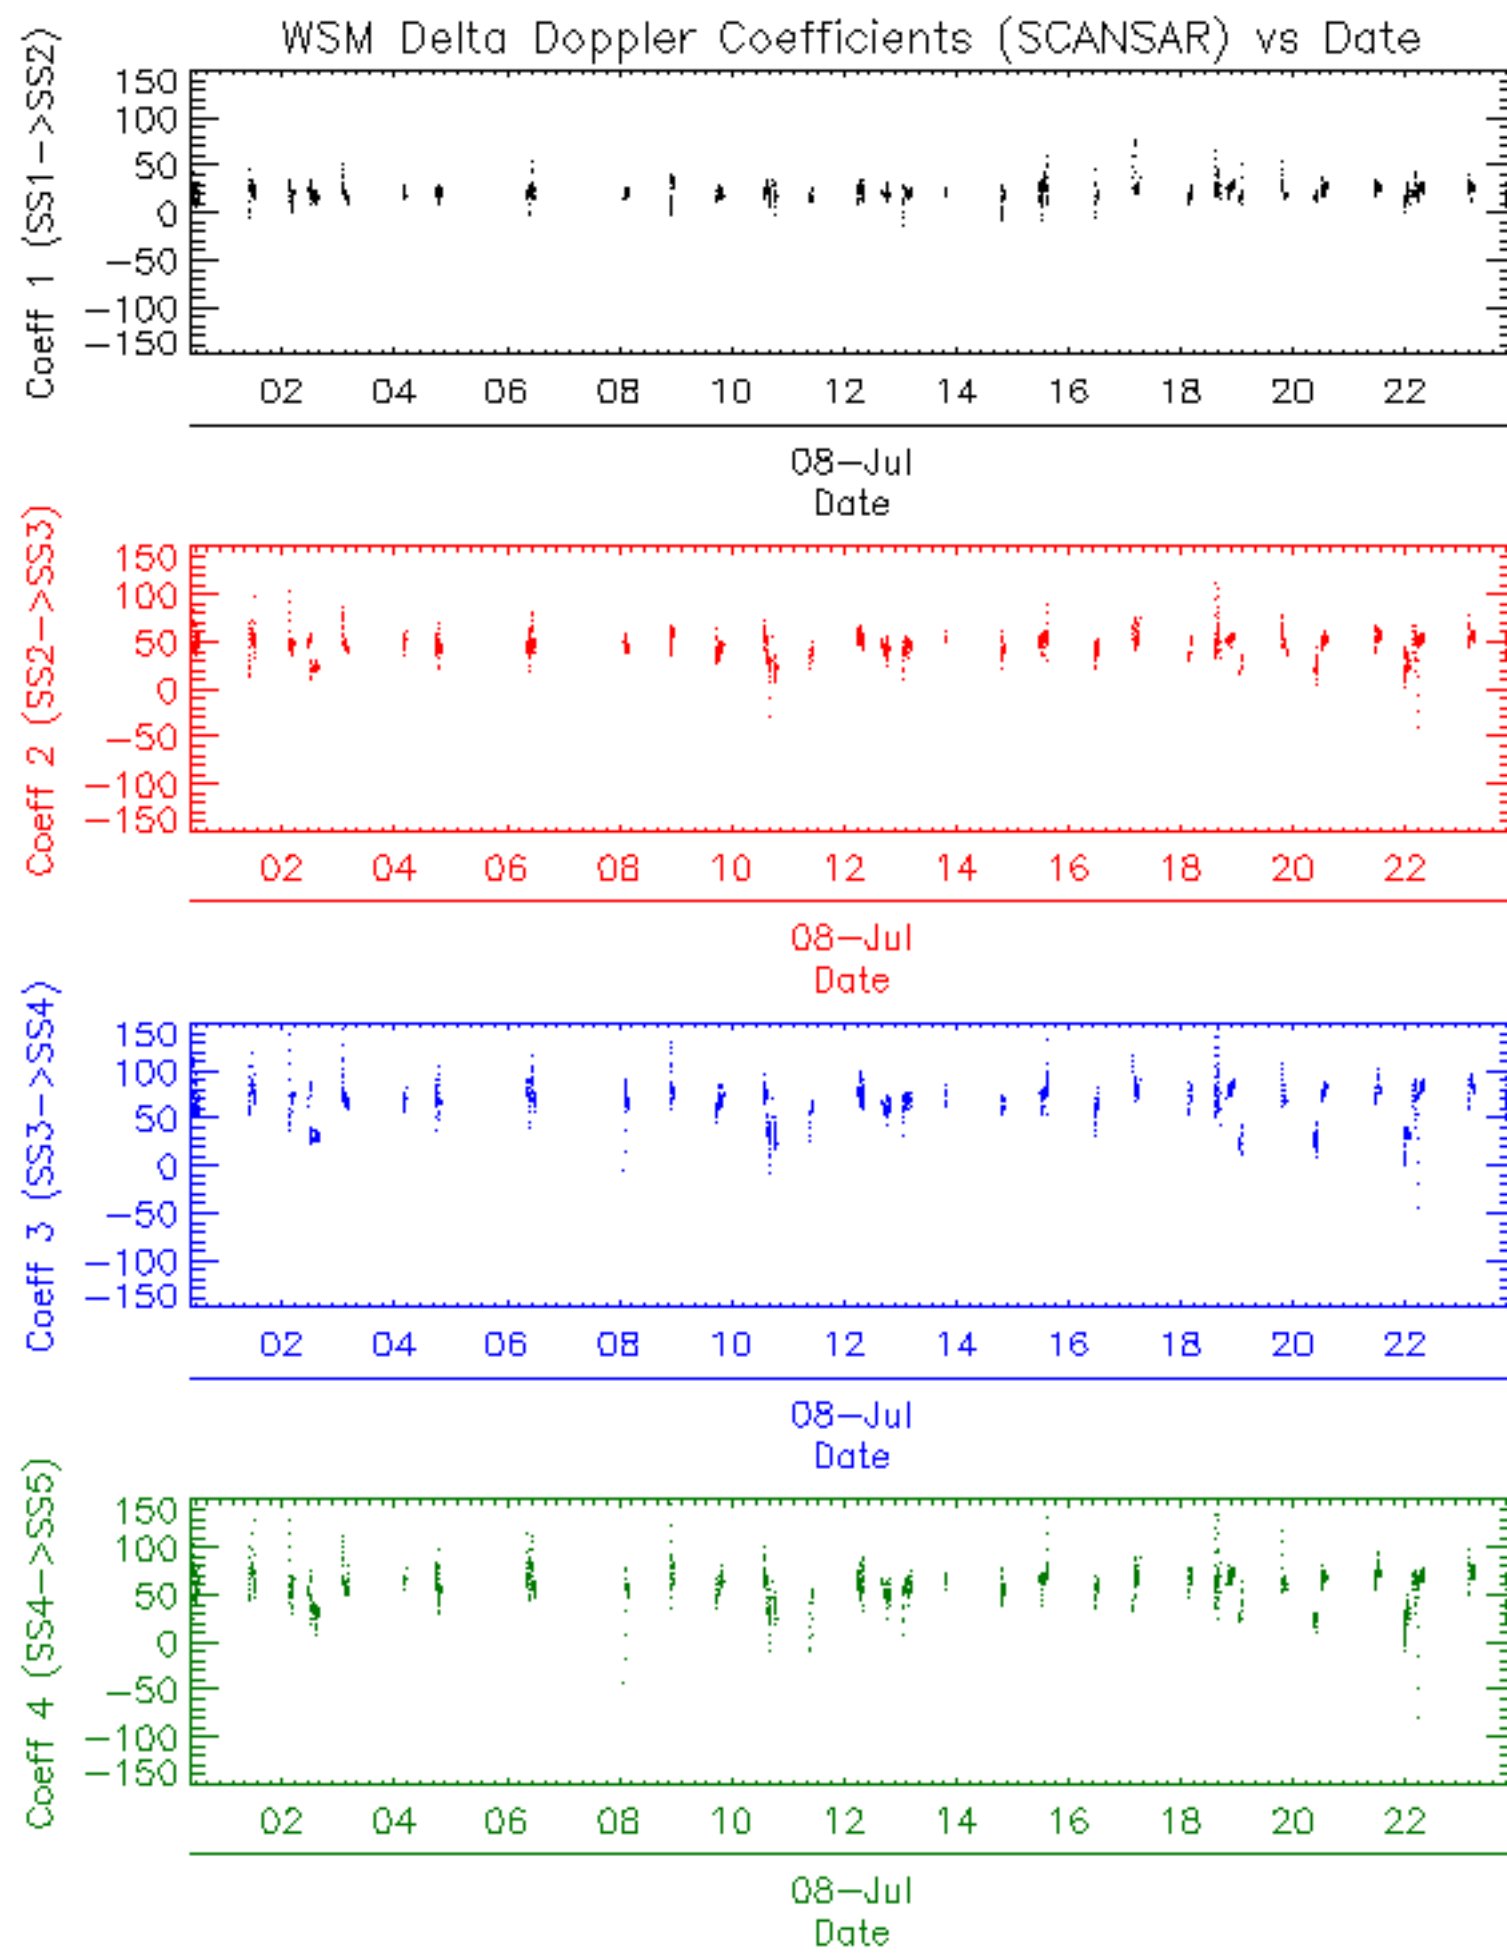 WSM Delta Doppler Coefficients (SCANSAR) vs Date
Coeff 1 (SS1->SS2)
150
100
50
0
-50
-100
-150
02 04 06 08 10 12 14 16 18 20 22
08-Jul
Date
Coeff 2 (SS2->SS3)
150
100
50
0
-50
-100
-150
02 04 06 08 10 12 14 16 18 20 22
08-Jul
Date
Coeff 3 (SS3->SS4)
150
100
50
0
-50
-100
-150
02 04 06 08 10 12 14 16 18 20 22
08-Jul
Date
Coeff 4 (SS4->SS5)
150
100
50
0
-50
-100
-150
02 04 06 08 10 12 14 16 18 20 22
08-Jul
Date